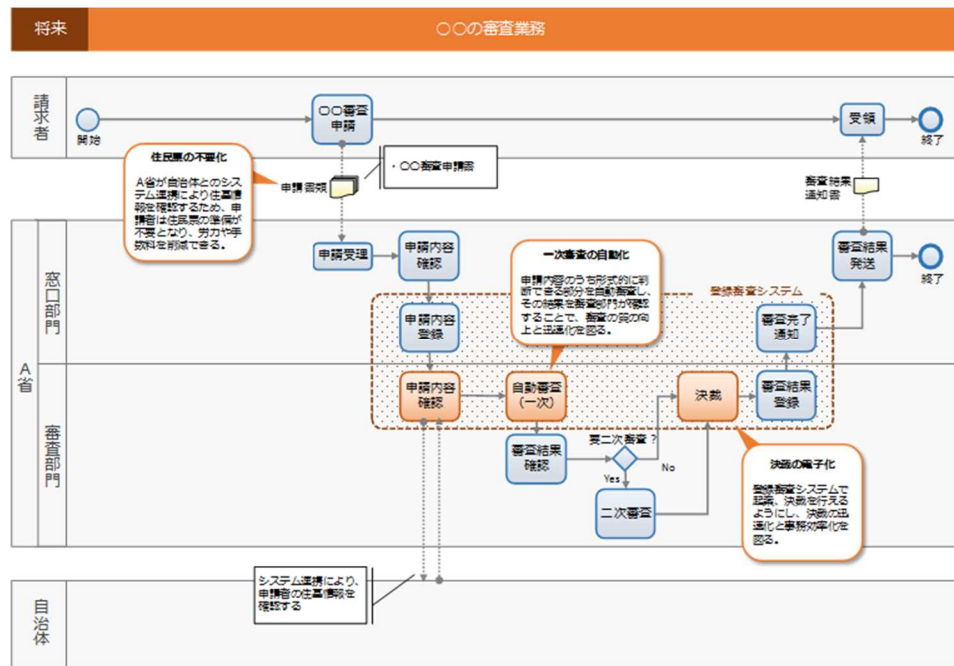 将来
〇〇の審査業務
請求者
開始
〇〇審査
申請
受領
終了
住民票の不要化
A省が自治体とのシス
テム連携により住基情
報を確認するため、申
請者は住民票の準備が
不要となり、労力や手
数料を削減できる。
申請書類
・〇〇審査申請書
審査結果
通知書
A省
窓口部門
申請受理
申請内容
確認
一次審査の自動化
申請内容のうち形式的に判
断できる部分を自動審査し、
その結果を審査部門が確認
することで、審査の質の向
上と迅速化を図る。
審査結果
発送
終了
登録審査システム
申請内容
登録
審査完了
通知
審査部門
申請内容
確認
自動審査
(一次)
決裁
審査結果
登録
審査結果
確認
要二次審査?
No
Yes
二次審査
決裁の電子化
登録審査システムで
起案、決裁を行える
ようにし、決裁の迅
速化と事務効率化を
図る。
システム連携により、
申請者の住基情報を
確認する
自治体